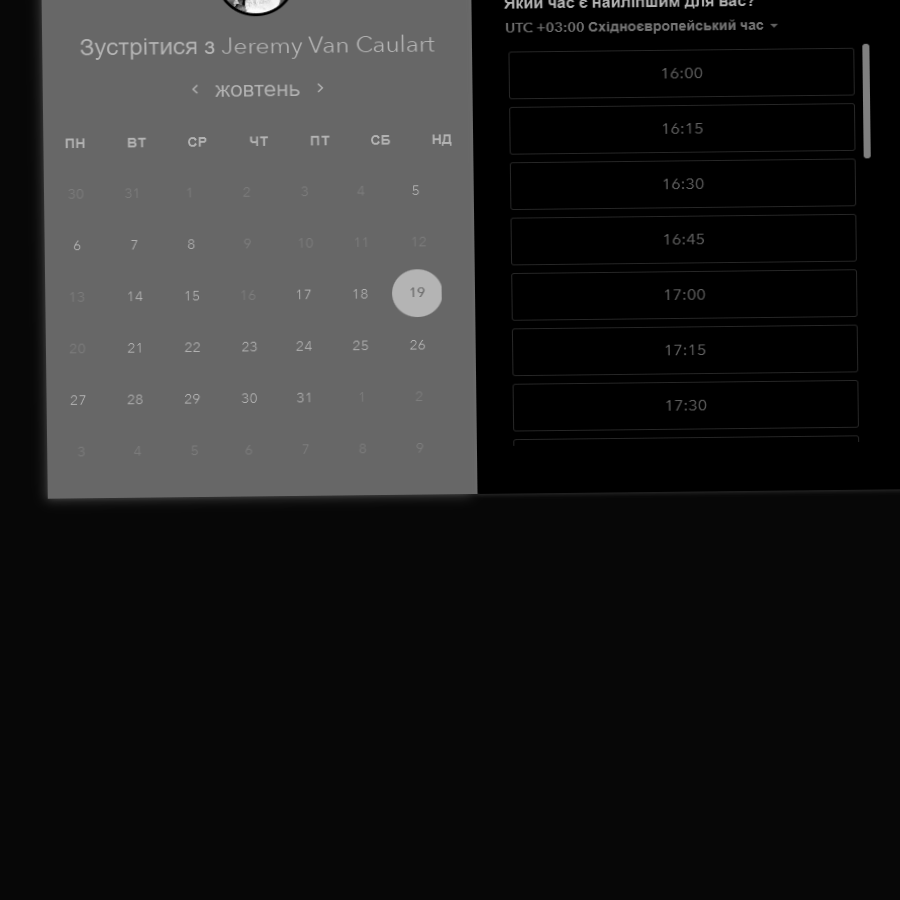 Зустрітися з Jeremy Van Caulart
жовтень
ПН ВТ СР ЧТ ПТ СБ НД
30 31 1 2 3 4 5
6 7 8 9 10 11 12
13 14 15 16 17 18 19
20 21 22 23 24 25 26
27 28 29 30 31 1 2
3 4 5 6 7 8 9
Який час є найліпшим для вас?
UTC +03:00 Східноєвропейський час
16:00
16:15
16:30
16:45
17:00
17:15
17:30